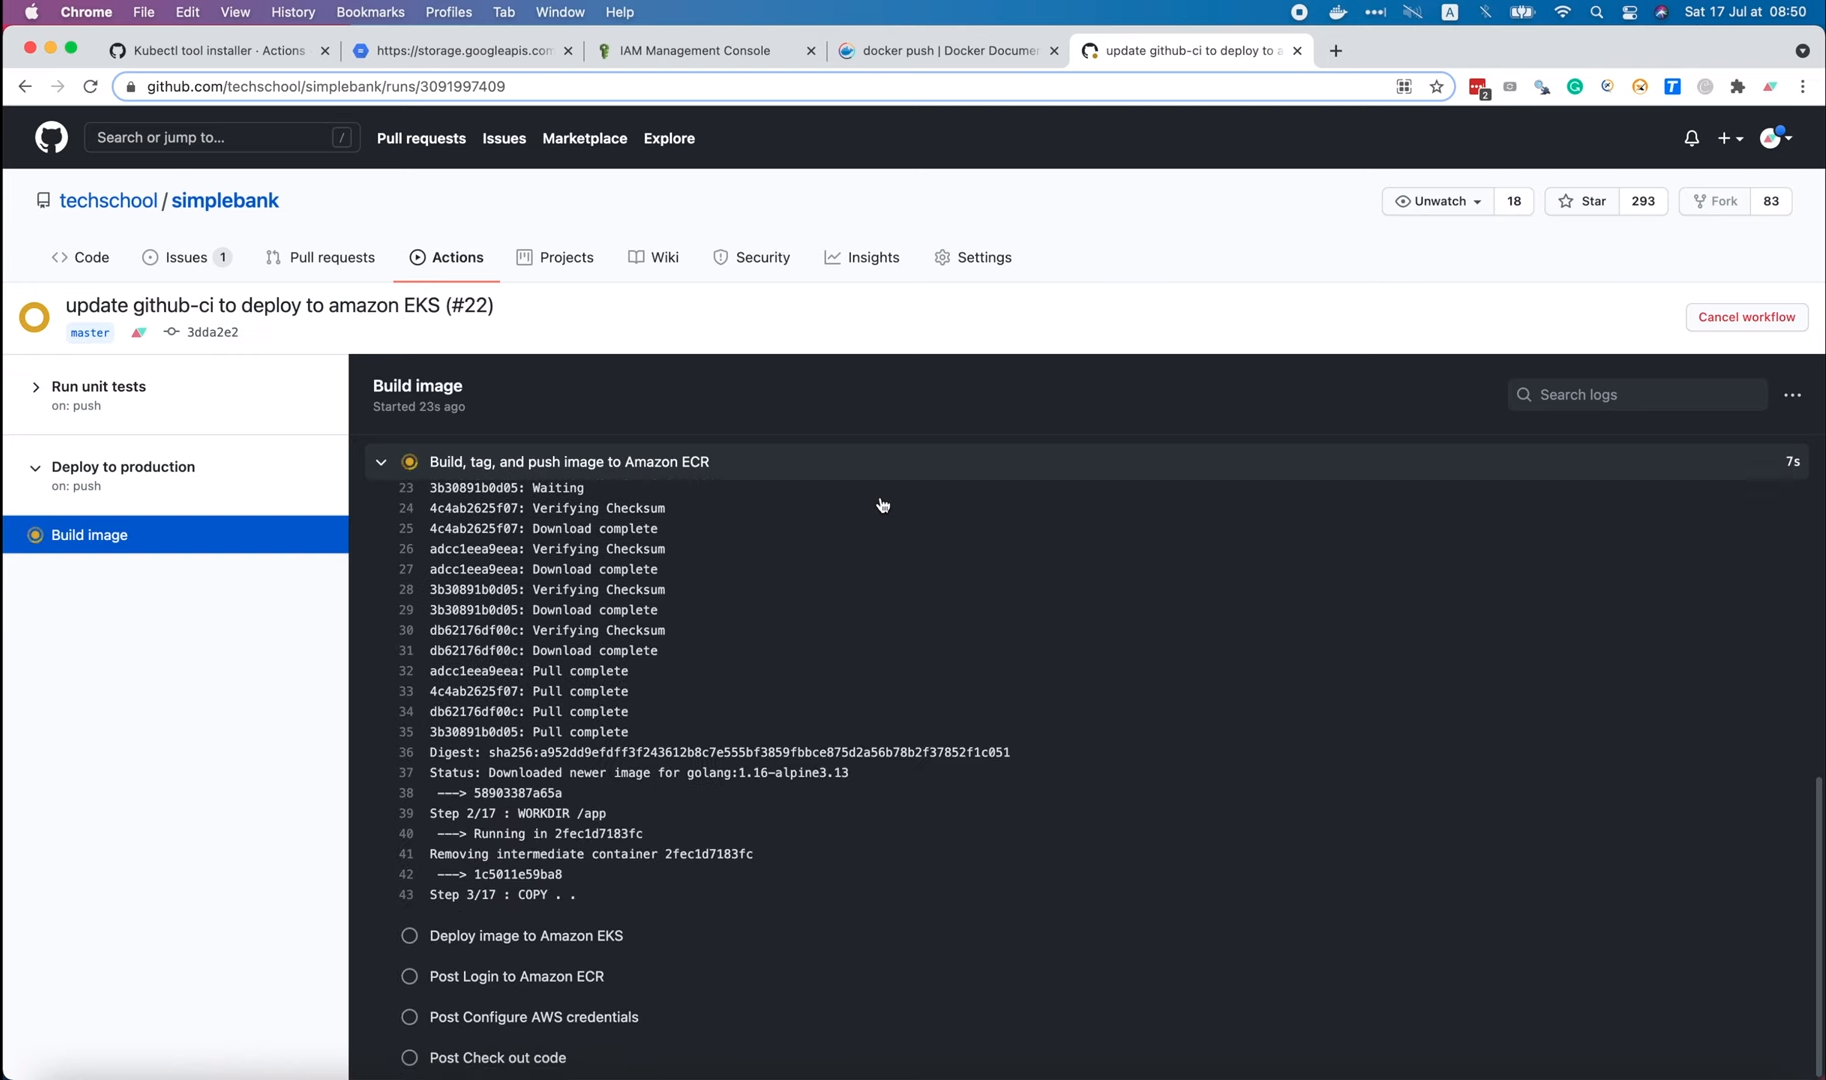 Chrome File Edit View History Bookmarks Profiles Tab Window Help A Sat 17 Jul at 08:50
Kubectl tool installer · Actions https://storage.googleapis.com IAM Management Console docker push | Docker Documen update github-ci to deploy to a
github.com/techschool/simplebank/runs/3091997409 2
Search or jump to... / Pull requests Issues Marketplace Explore
techschool / simplebank Unwatch 18 Star 293 Fork 83
Code Issues 1 Pull requests Actions Projects Wiki Security Insights Settings
update github-ci to deploy to amazon EKS (#22)
master 3dda2e2
Cancel workflow
Run unit tests
on: push
Deploy to production
on: push
Build image
Build image
Started 23s ago
Search logs
Build, tag, and push image to Amazon ECR 7s
23 3b30891b0d05: Waiting
24 4c4ab2625f07: Verifying Checksum
25 4c4ab2625f07: Download complete
26 adcc1eea9eea: Verifying Checksum
27 adcc1eea9eea: Download complete
28 3b30891b0d05: Verifying Checksum
29 3b30891b0d05: Download complete
30 db62176df00c: Verifying Checksum
31 db62176df00c: Download complete
32 adcc1eea9eea: Pull complete
33 4c4ab2625f07: Pull complete
34 db62176df00c: Pull complete
35 3b30891b0d05: Pull complete
36 Digest: sha256:a952dd9efdff3f243612b8c7e555bf3859fbbce875d2a56b78b2f37852f1c051
37 Status: Downloaded newer image for golang:1.16-alpine3.13
38 ---> 58903387a65a
39 Step 2/17 : WORKDIR /app
40 ---> Running in 2fec1d7183fc
41 Removing intermediate container 2fec1d7183fc
42 ---> 1c5011e59ba8
43 Step 3/17 : COPY . .
Deploy image to Amazon EKS
Post Login to Amazon ECR
Post Configure AWS credentials
Post Check out code